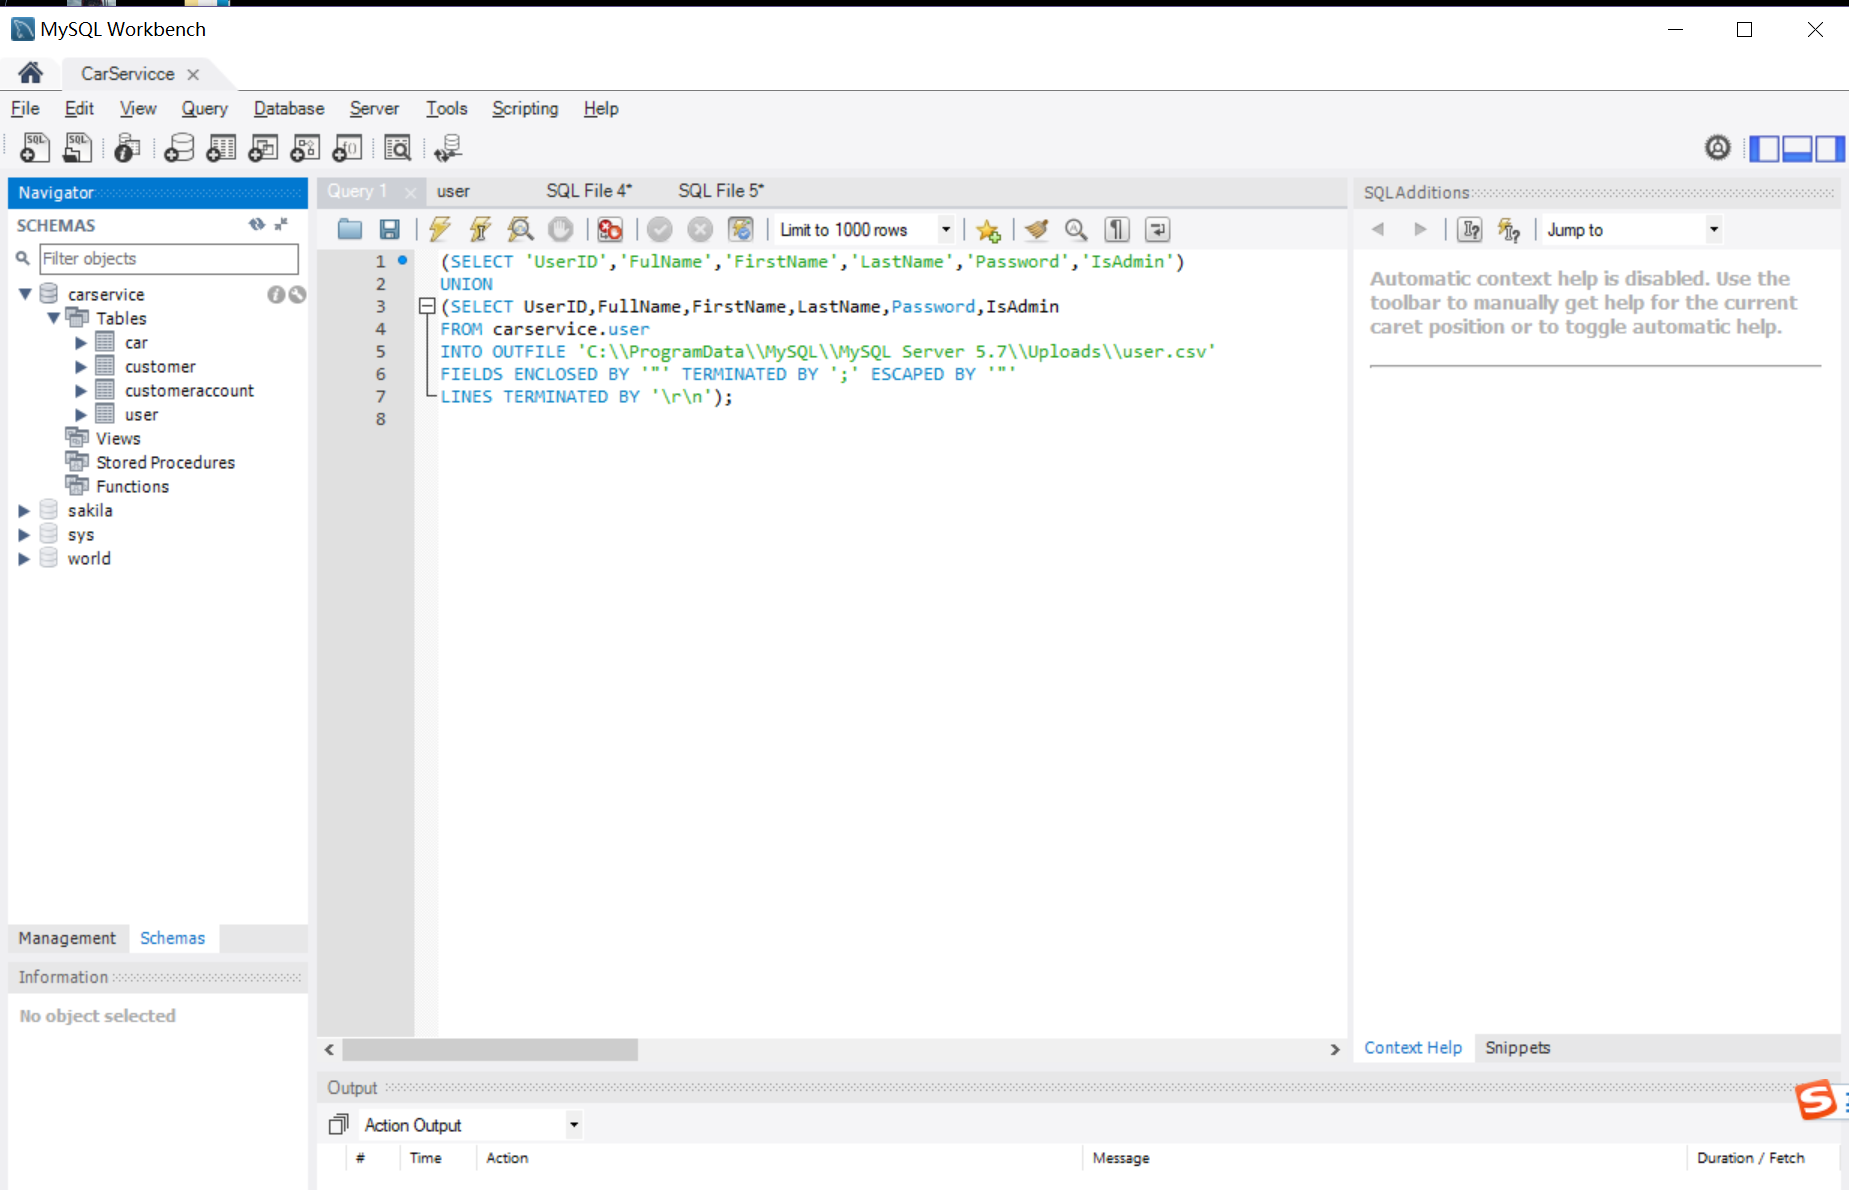 MySQL Workbench
CarServicce
File Edit View Query Database Server Tools Scripting Help
Navigator
SCHEMAS
Filter objects
carservice
Tables
car
customer
customeraccount
user
Views
Stored Procedures
Functions
sakila
sys
world
Management Schemas
Information
No object selected
Query 1 user SQL File 4* SQL File 5*
Limit to 1000 rows
1 (SELECT 'UserID','FulName','FirstName','LastName','Password','IsAdmin')
2 UNION
3 (SELECT UserID,FullName,FirstName,LastName,Password,IsAdmin
4 FROM carservice.user
5 INTO OUTFILE 'C:\\ProgramData\\MySQL\\MySQL Server 5.7\\Uploads\\user.csv'
6 FIELDS ENCLOSED BY '"' TERMINATED BY ';' ESCAPED BY '"'
7 LINES TERMINATED BY '\r\n');
8
SQLAdditions
Jump to
Automatic context help is disabled. Use the
toolbar to manually get help for the current
caret position or to toggle automatic help.
Context Help Snippets
Output
Action Output
# Time Action Message Duration / Fetch